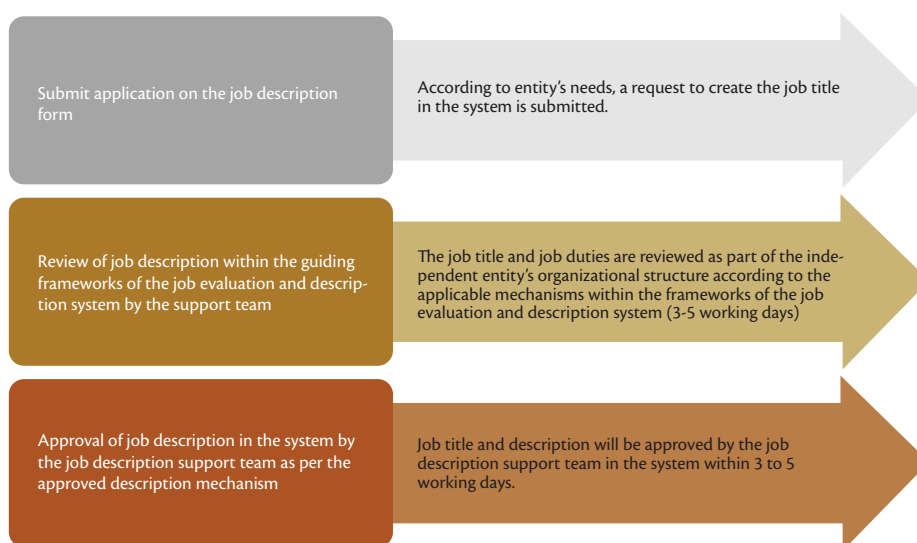 Submit application on the job description
form
According to entity's needs, a request to create the job title
in the system is submitted.
Review of job description within the guiding
frameworks of the job evaluation and descrip-
tion system by the support team
The job title and job duties are reviewed as part of the inde-
pendent entity's organizational structure according to the
applicable mechanisms within the frameworks of the job
evaluation and description system (3-5 working days)
Approval of job description in the system by
the job description support team as per the
approved description mechanism
Job title and description will be approved by the job
description support team in the system within 3 to 5
working days.